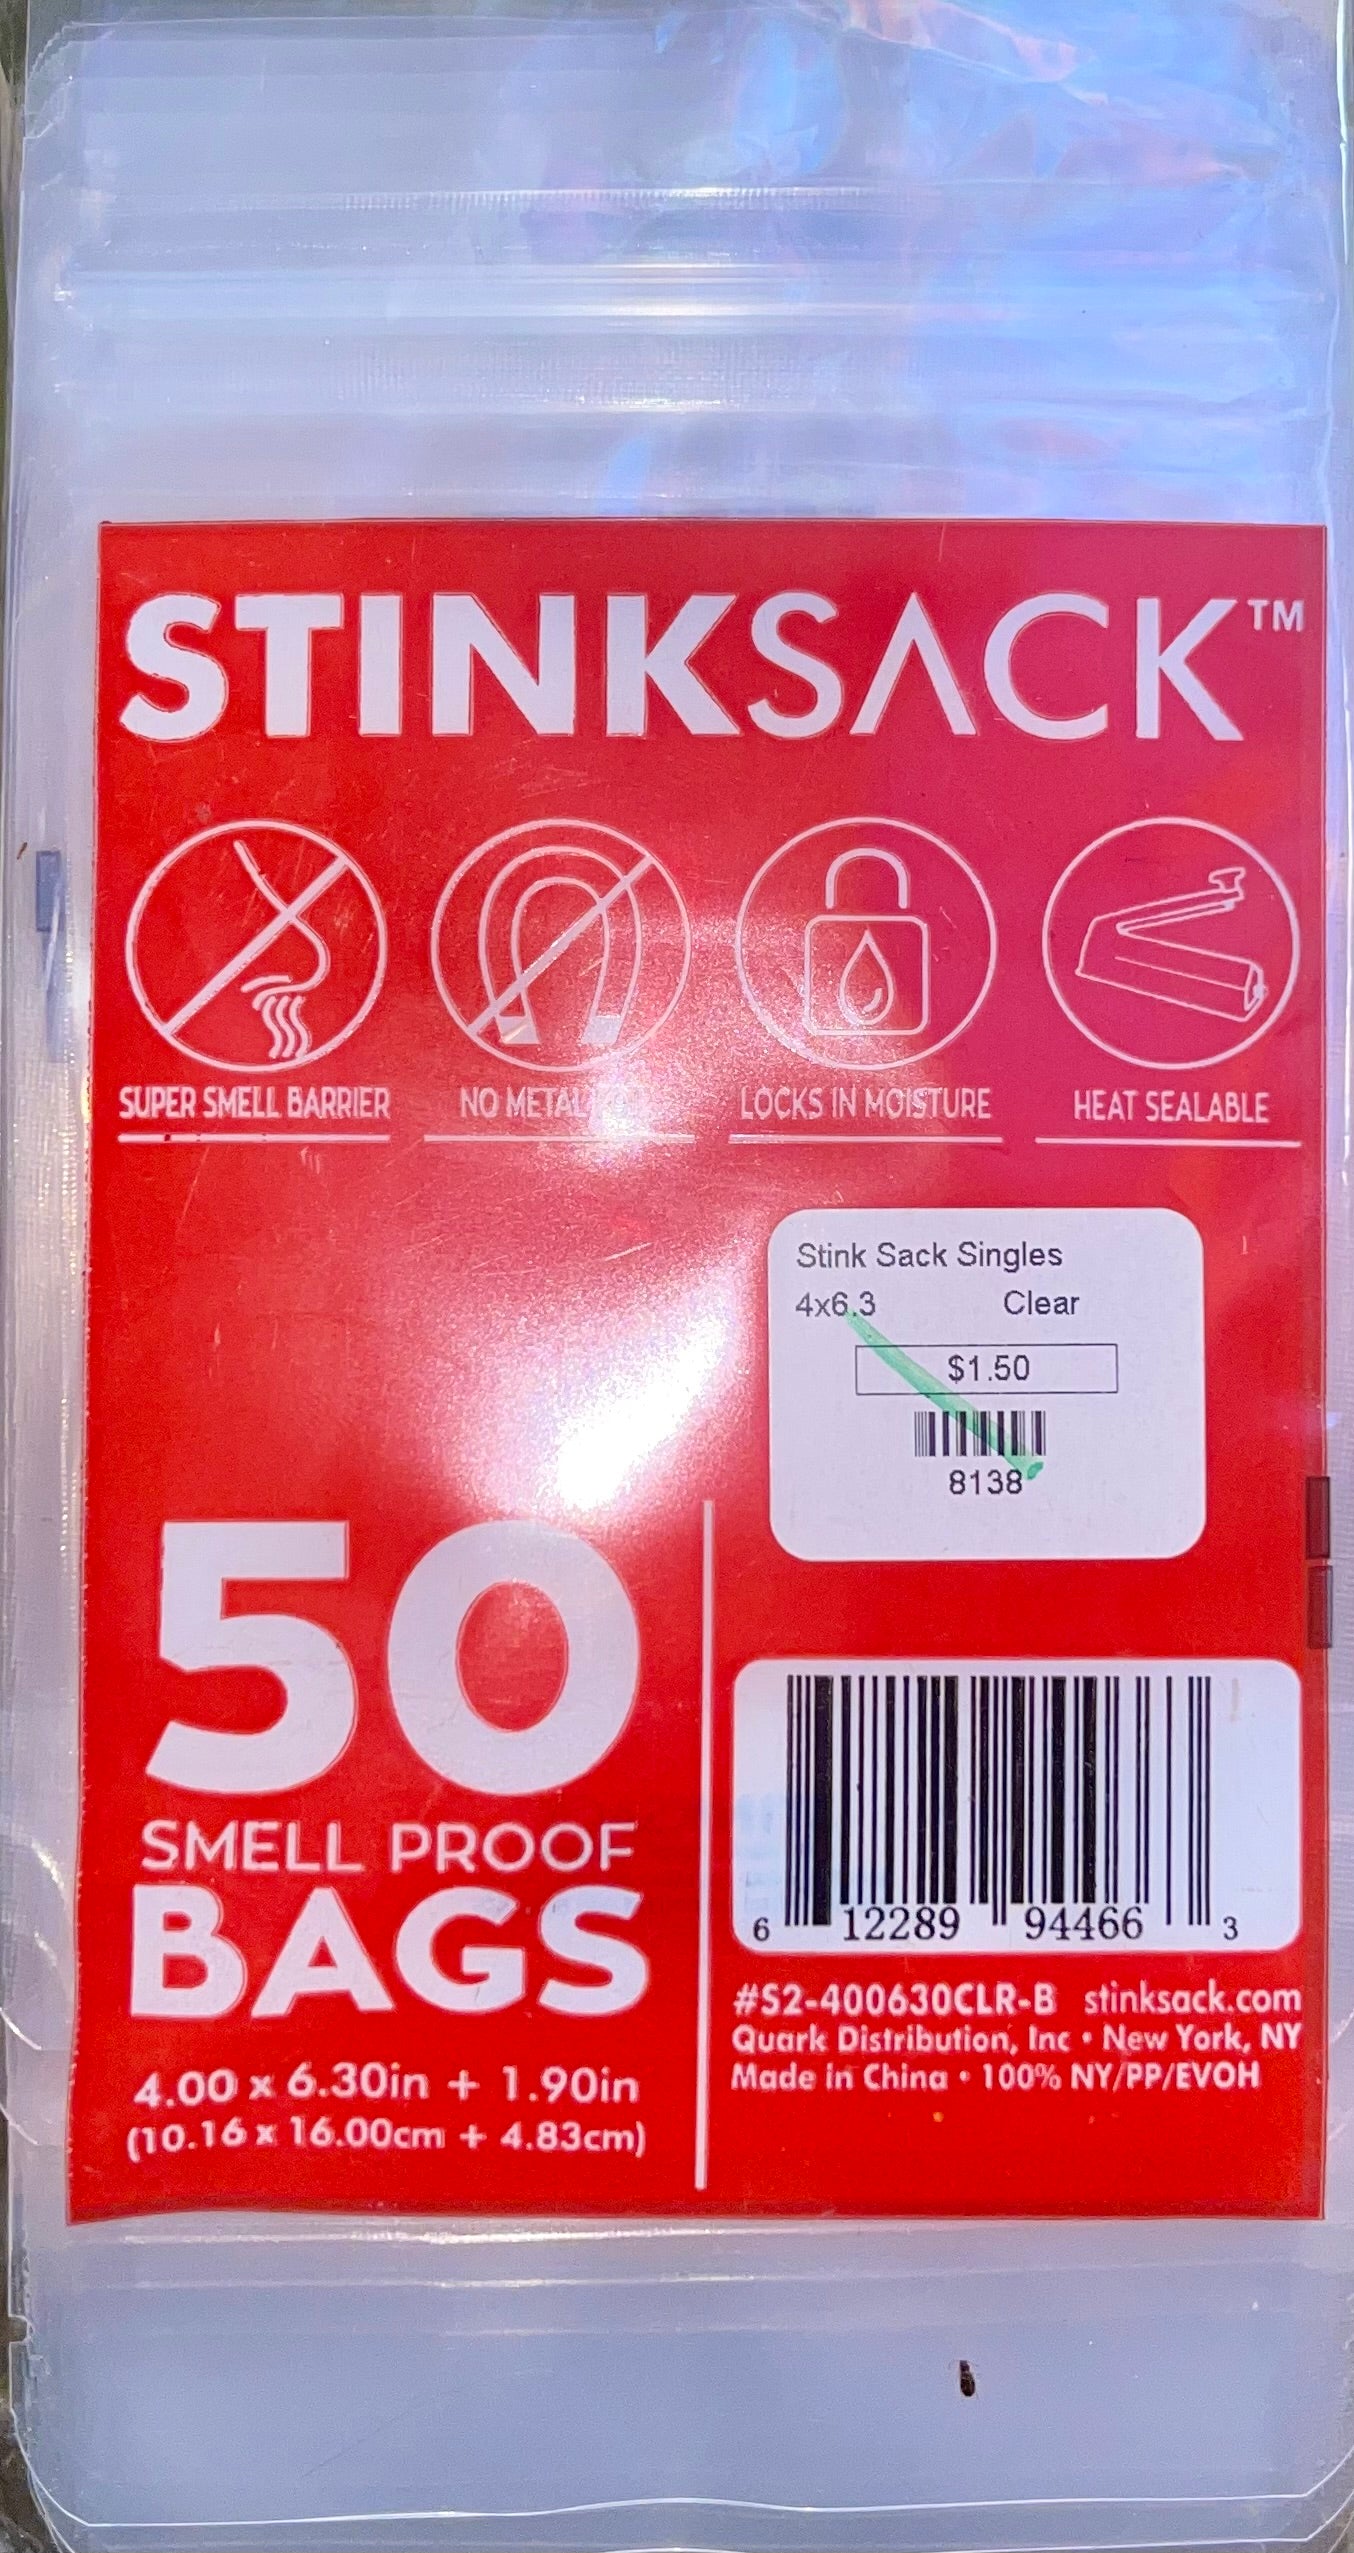 STINKSACK™
SUPER SMELL BARRIER
NO
LOCKS IN MOISTURE
HEAT SEALABLE
Stink Sack Singles
4x6.3 Clear
$1.50
8138
50
SMELL PROOF
BAGS
4.00 x 6.30in + 1.90in
(10.16 x 16.00cm + 4.83cm)
6 12289 94466 3
#S2-400630CLR-B stinksack.com
Quark Distribution, Inc • New York, NY
Made in China • 100% NY/PP/EVOH